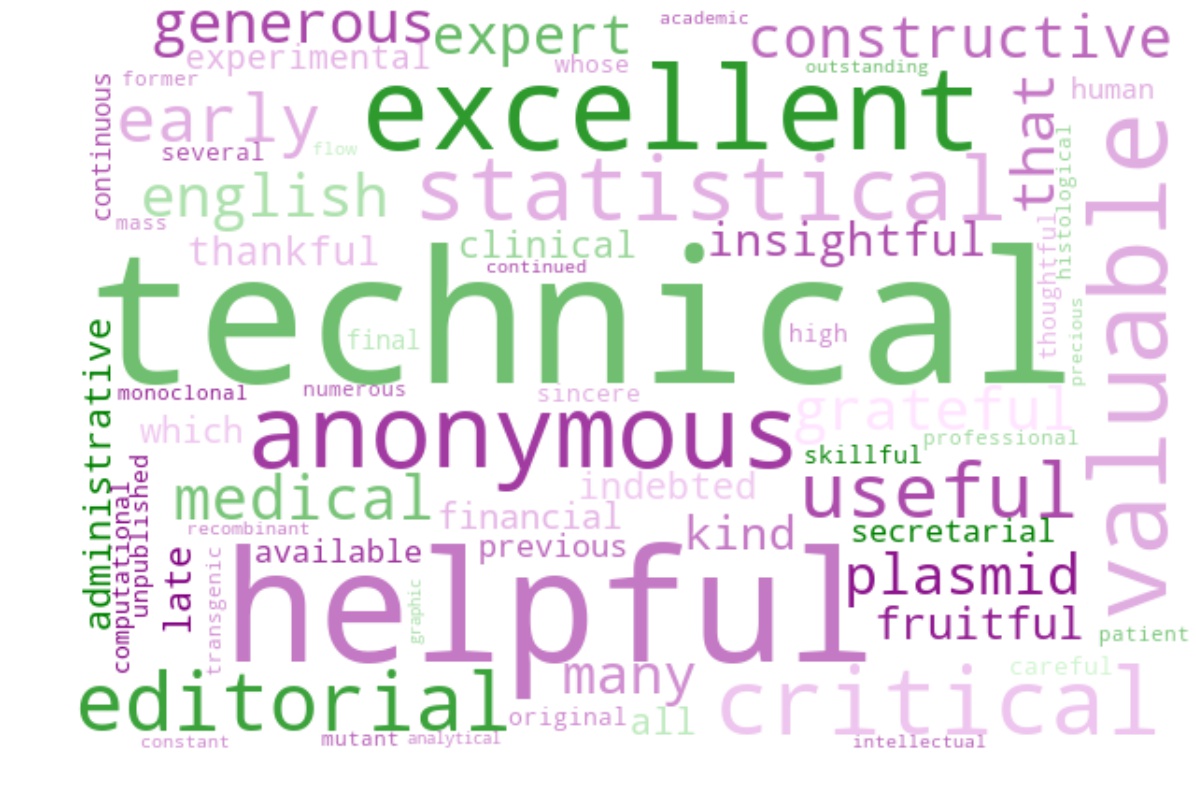 generous
expert
academic
constructive
experimental
whose
outstanding
former
human
continuous
early
excellent
that
several
flow
histological
valuable
english
statistical
mass
thankful
clinical
insightful
thoughtful
continued
technical
final
high
precious
administrative
monoclonal
numerous
sincere
grateful
which
anonymous
professional
skillful
unpublished
computational
medical
indebted
useful
financial
recombinant
kind
secretarial
available
previous
late
transgenic
helpful
graphic
plasmid
fruitful
patient
many
careful
editorial
critical
original
all
constant
mutant
analytical
intellectual